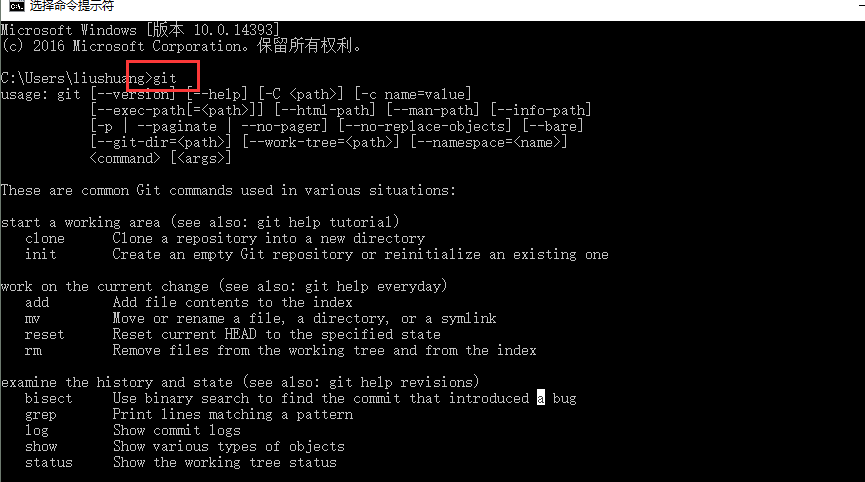 选择命令提示符
Microsoft Windows [版本 10.0.14393]
(c) 2016 Microsoft Corporation。保留所有权利。
C:\Users\liushuang>git
usage: git [--version] [--help] [-C <path>] [-c name=value]
[--exec-path[=<path>]] [--html-path] [--man-path] [--info-path]
[-p | --paginate | --no-pager] [--no-replace-objects] [--bare]
[--git-dir=<path>] [--work-tree=<path>] [--namespace=<name>]
<command> [<args>]
These are common Git commands used in various situations:
start a working area (see also: git help tutorial)
clone Clone a repository into a new directory
init Create an empty Git repository or reinitialize an existing one
work on the current change (see also: git help everyday)
add Add file contents to the index
mv Move or rename a file, a directory, or a symlink
reset Reset current HEAD to the specified state
rm Remove files from the working tree and from the index
examine the history and state (see also: git help revisions)
bisect Use binary search to find the commit that introduced a bug
grep Print lines matching a pattern
log Show commit logs
show Show various types of objects
status Show the working tree status